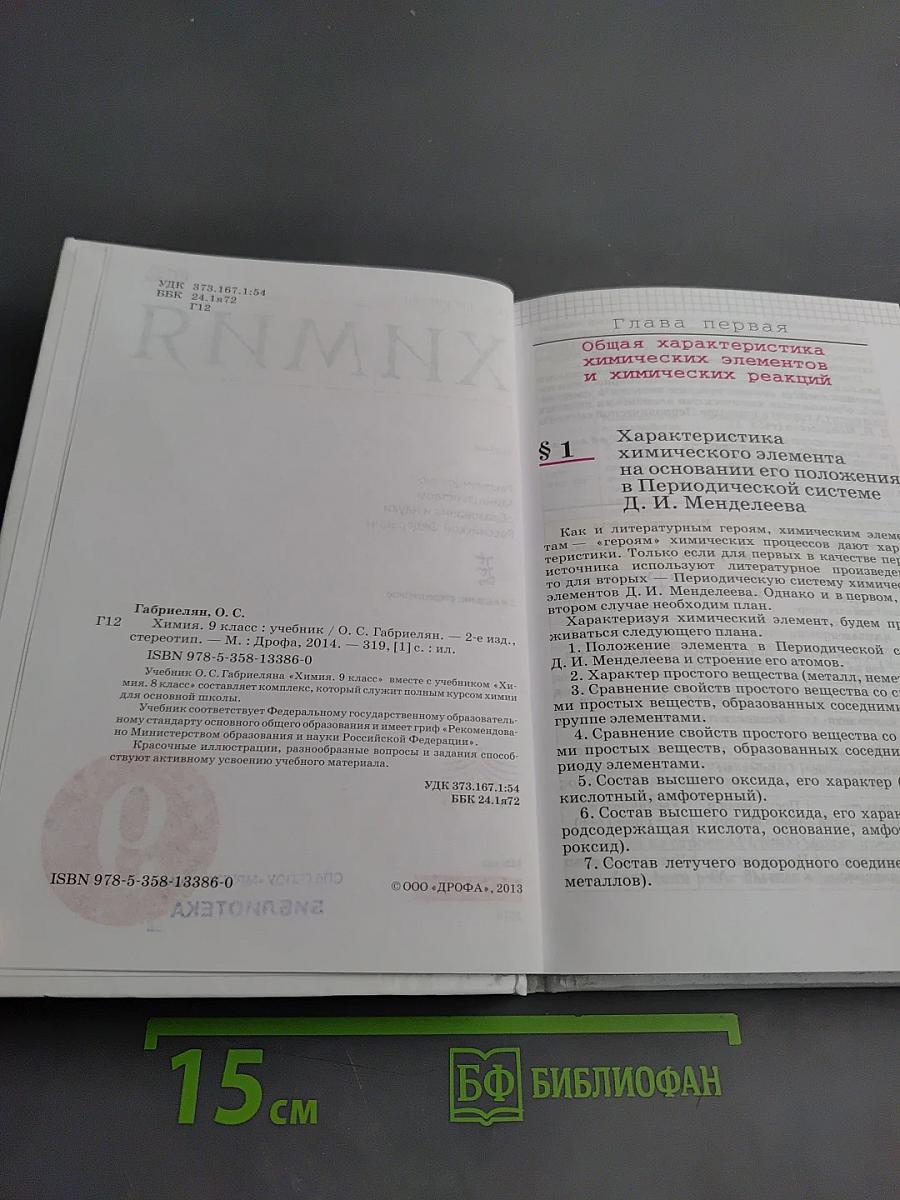 УДК 373.167.1:54
ББК 24.1я72
Г12
ХИМИЯ
Габриелян, О. С.
Г12 Химия. 9 класс : учебник / О. С. Габриелян. — 2-е изд.,
стереотип. — М. : Дрофа, 2014. — 319, [1] с. : ил.
ISBN 978-5-358-13386-0
Учебник О. С. Габриеляна «Химия. 9 класс» вместе с учебником «Хи-
мия. 8 класс» составляет комплекс, который служит полным курсом химии
для основной школы.
Учебник соответствует Федеральному государственному образователь-
ному стандарту основного общего образования и имеет гриф «Рекомендова-
но Министерством образования и науки Российской Федерации».
Красочные иллюстрации, разнообразные вопросы и задания способ-
ствуют активному усвоению учебного материала.
УДК 373.167.1:54
ББК 24.1я72
9
ISBN 978-5-358-13386-0
© ООО «ДРОФА», 2013
БИБЛИОТЕКА
Глава первая
Общая характеристика
химических элементов
и химических реакций
§ 1
Характеристика
химического элемента
на основании его положения
в Периодической системе
Д. И. Менделеева
Как и литературным героям, химическим элеме
там — «героям» химических процессов дают хар
теристики. Только если для первых в качестве пер
источника используют литературное произведе
то для вторых — Периодическую систему химиче
элементов Д. И. Менделеева. Однако и в первом,
втором случае необходим план.
Характеризуя химический элемент, будем пр
живаться следующего плана.
1. Положение элемента в Периодической с
Д. И. Менделеева и строение его атомов.
2. Характер простого вещества (металл, немет
3. Сравнение свойств простого вещества со с
ми простых веществ, образованных соседними
группе элементами.
4. Сравнение свойств простого вещества со
ми простых веществ, образованных соседни
риоду элементами.
5. Состав высшего оксида, его характер (
кислотный, амфотерный).
6. Состав высшего гидроксида, его харак
родсодержащая кислота, основание, амфо
роксид).
7. Состав летучего водородного соедине
металлов).
15 см
БФ БИБЛИОФАН